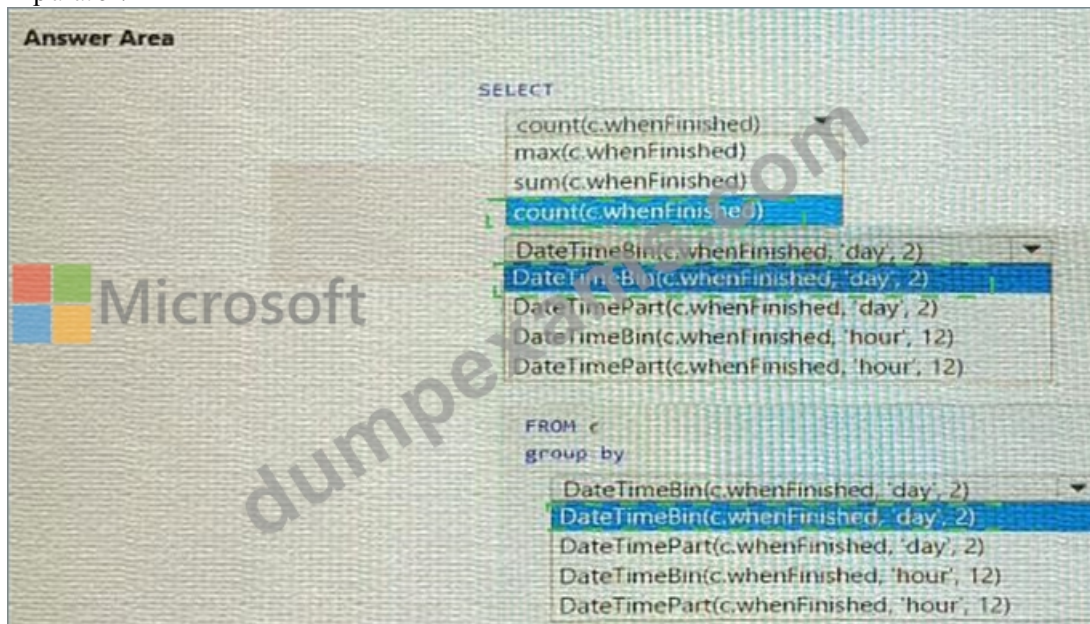 Answer Area
SELECT
count(c.whenFinished)
max(c.whenFinished)
sum(c.whenFinished)
count(c.whenFinished)
DateTimeBin(c.whenFinished, 'day', 2)
DateTimeBin(c.whenFinished, 'day', 2)
DateTimePart(c.whenFinished, 'day', 2)
DateTimeBin(c.whenFinished, 'hour', 12)
DateTimePart(c.whenFinished, 'hour', 12)
Microsoft
dumpexams.com
FROM c
group by
DateTimeBin(c.whenFinished, 'day', 2)
DateTimeBin(c.whenFinished, 'day', 2)
DateTimePart(c.whenFinished, 'day', 2)
DateTimeBin(c.whenFinished, 'hour', 12)
DateTimePart(c.whenFinished, 'hour', 12)